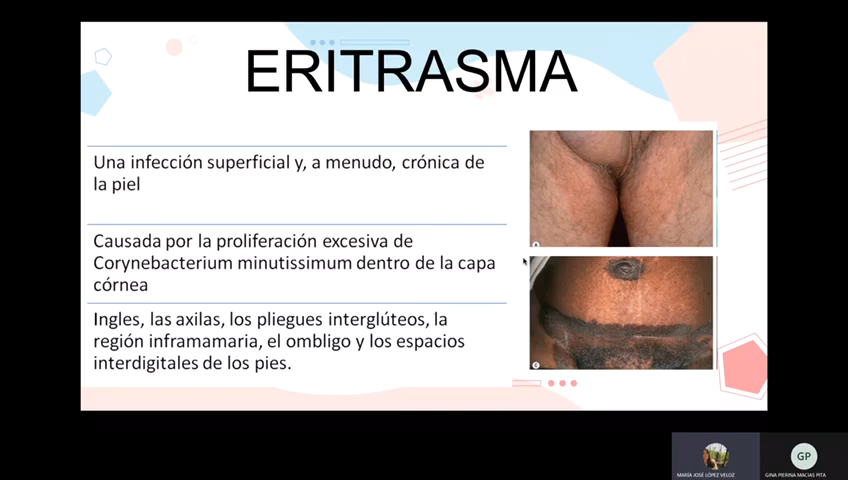 ERITRASMA
Una infección superficial y, a menudo, crónica de
la piel
Causada por la proliferación excesiva de
Corynebacterium minutissimum dentro de la capa
córnea
Ingles, las axilas, los pliegues interglúteos, la
región inframamaria, el ombligo y los espacios
interdigitales de los pies.
A
C
GP
MARÍA JOSÉ LÓPEZ VELOZ
GINA PIERINA MACIAS PITA